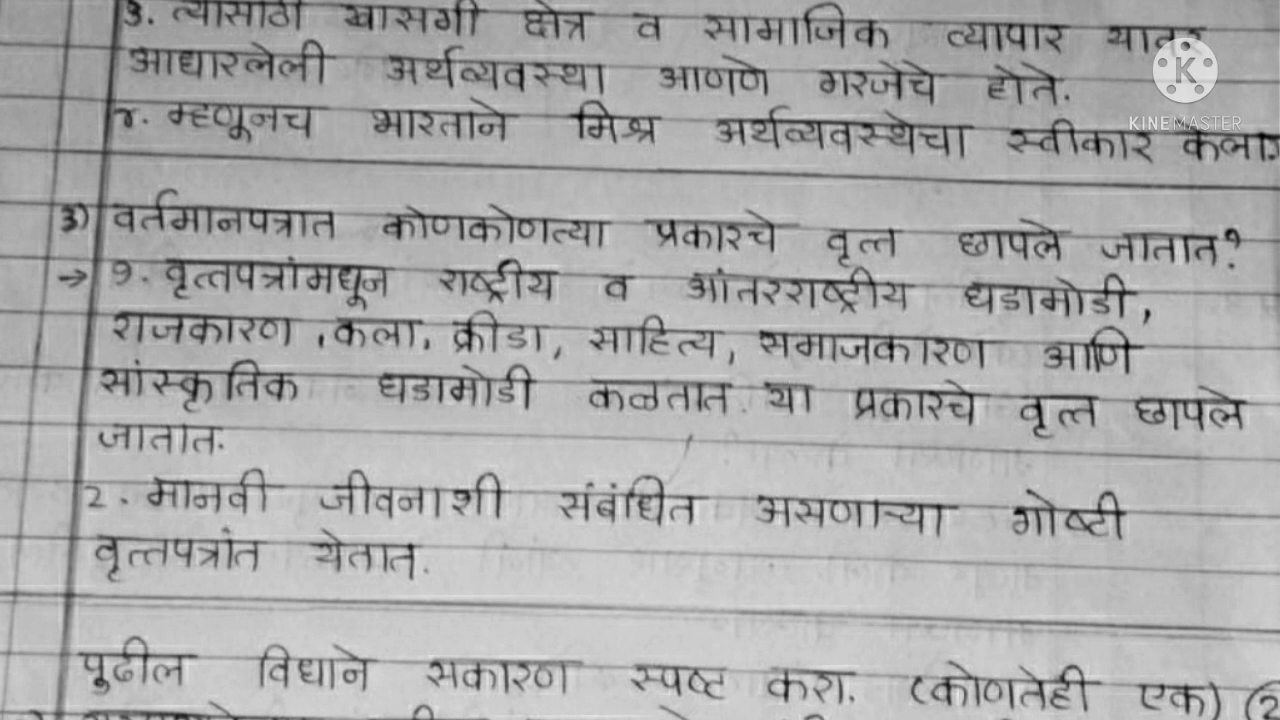 ३. त्यासाठी खासगी क्षेत्र व सामाजिक व्यापार यावर
आधारलेली अर्थव्यवस्था आणणे गरजेचे होते.
KINEMASTER
४. म्हणूनच भारताने मिश्र अर्थव्यवस्थेचा स्वीकार केला.
३) वर्तमानपत्रात कोणकोणत्या प्रकारचे वृत्त छापले जातात?
→ १. वृत्तपत्रांमधून राष्ट्रीय व आंतरराष्ट्रीय घडामोडी,
राजकारण, कला, क्रीडा, साहित्य, समाजकारण आणि
सांस्कृतिक घडामोडी कळतात. या प्रकारचे वृत्त छापले
जातात.
2. मानवी जीवनाशी संबंधित असणाऱ्या गोष्टी
वृत्तपत्रांत येतात.
पुढील विधाने सकारण स्पष्ट करा. (कोणतेही एक) (2